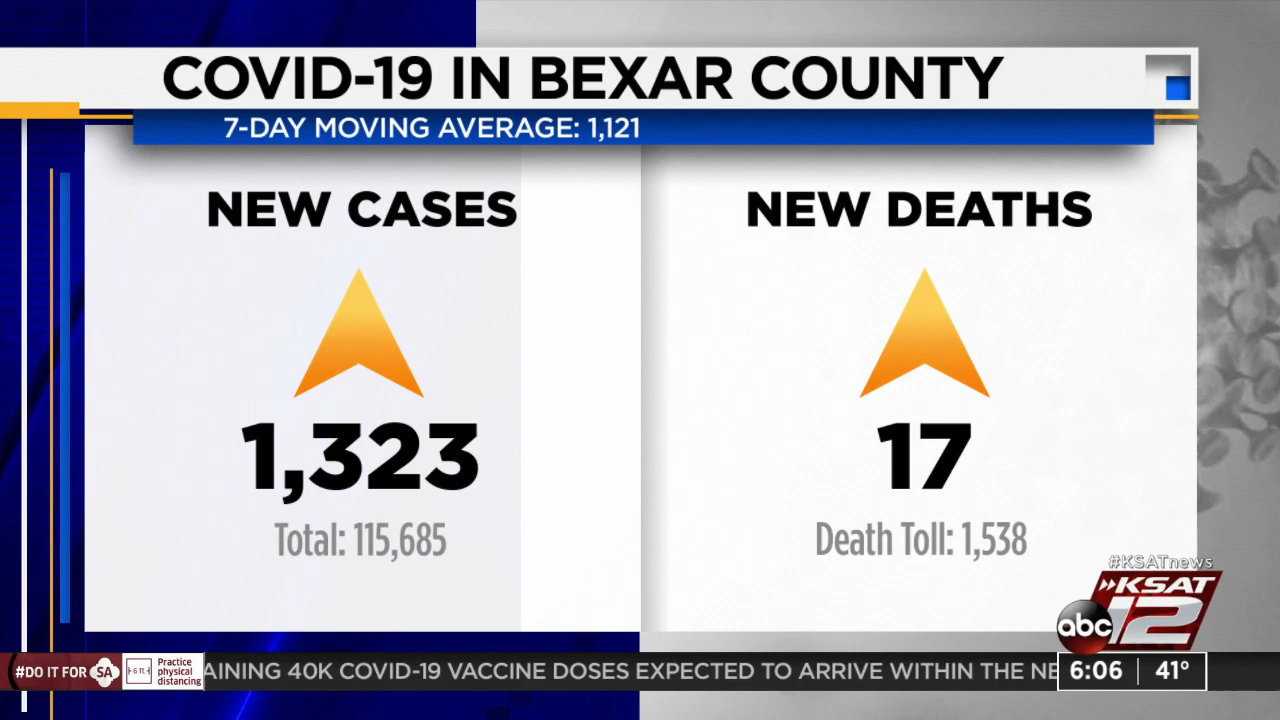 COVID-19 IN BEXAR COUNTY
7-DAY MOVING AVERAGE: 1,121
NEW CASES
1,323
Total: 115,685
NEW DEATHS
17
Death Toll: 1,538
#KSATnews
KSAT
abc 12
#DO IT FOR SA
6 ft
Practice
physical
distancing
AINING 40K COVID-19 VACCINE DOSES EXPECTED TO ARRIVE WITHIN THE NE
6:06 41°